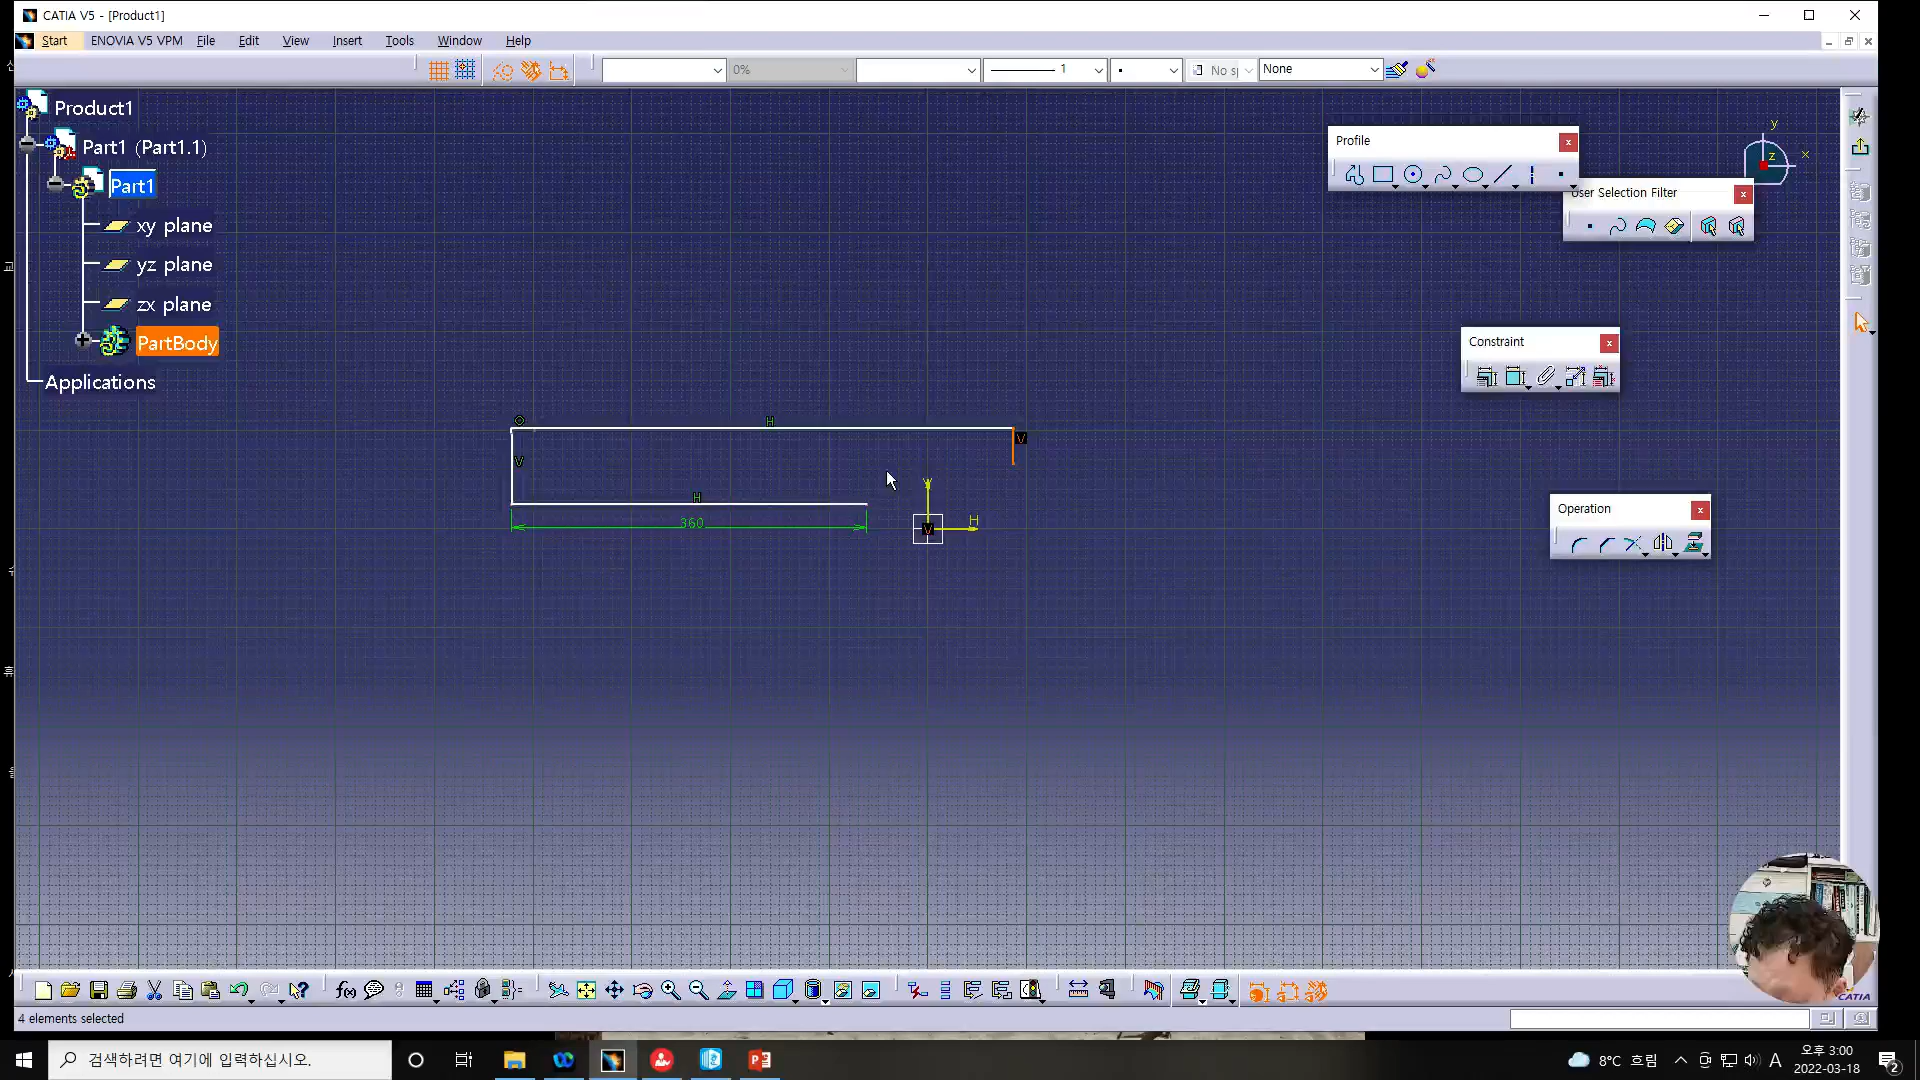 CATIA V5 - [Product1]
Start ENOVIA V5 VPM File Edit View Insert Tools Window Help
0% 1 None
Product1
Part1 (Part1.1)
Part1
xy plane
yz plane
zx plane
PartBody
Applications
Profile
User Selection Filter
Constraint
Operation
y
x
z
H
V
V
H
360
V
H
V
CATIA
4 elements selected
검색하려면 여기에 입력하십시오.
8°C 흐림
A
오후 3:00
2022-03-18
2